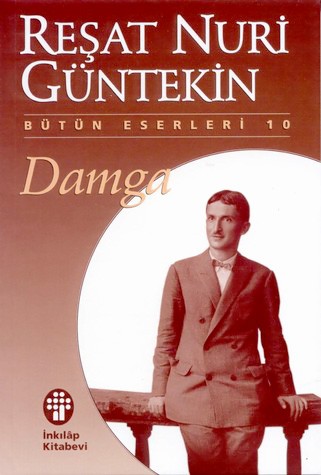 REŞAT NURİ
GÜNTEKİN
BÜTÜN ESERLERİ 10
Damga
İnkılâp
Kitabevi